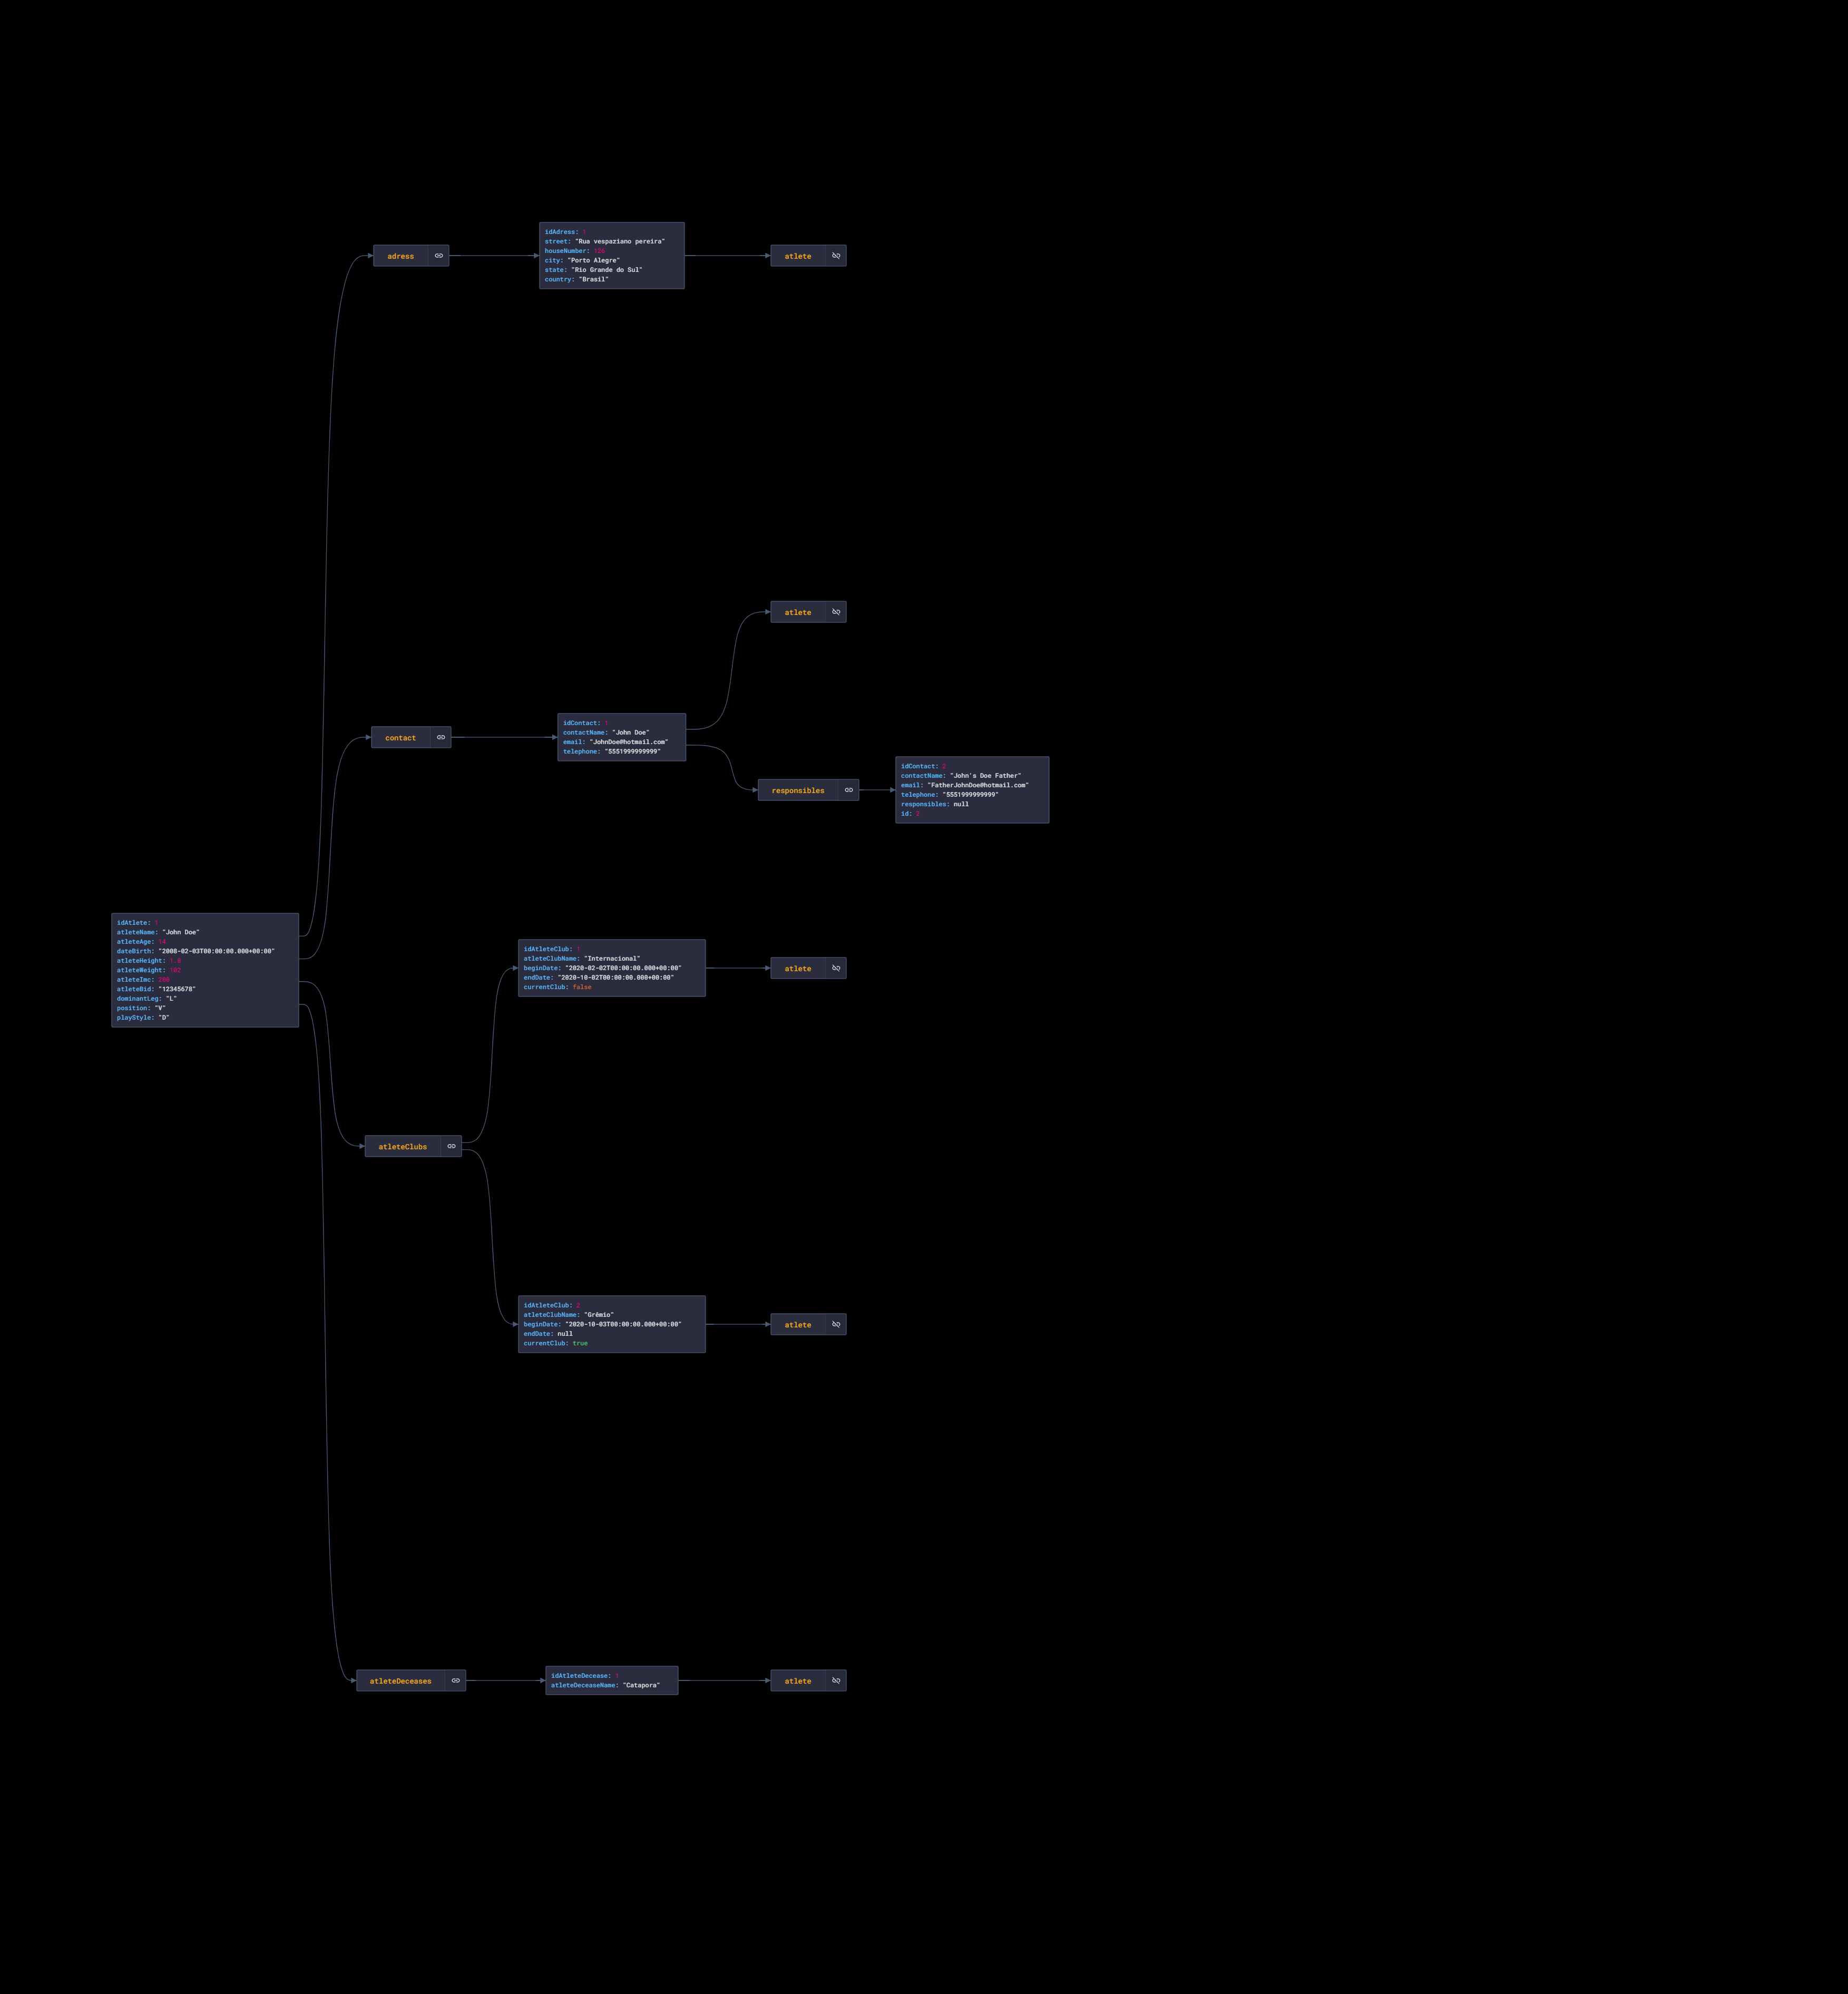 idAdress: 1
street: "Rua vespaziano pereira"
houseNumber: 120
city: "Porto Alegre"
state: "Rio Grande do Sul"
country: "Brasil"
adress
atlete
atlete
idContact: 1
contactName: "John Doe"
email: "JohnDoe@hotmail.com"
telephone: "5551999999999"
contact
responsibles
idContact: 2
contactName: "John's Doe Father"
email: "FatherJohnDoe@hotmail.com"
telephone: "5551999999999"
responsibles: null
id: 2
idAtlete: 1
atleteName: "John Doe"
atleteAge: 14
dateBirth: "2008-02-03T00:00:00.000+00:00"
atleteHeight: 1.8
atleteWeight: 102
atleteImc: 200
atleteBid: "12345678"
dominantLeg: "L"
position: "V"
playStyle: "D"
idAtleteClub: 1
atleteClubName: "Internacional"
beginDate: "2020-02-02T00:00:00.000+00:00"
endDate: "2020-10-02T00:00:00.000+00:00"
currentClub: false
atlete
atleteClubs
idAtleteClub: 2
atleteClubName: "Grêmio"
beginDate: "2020-10-03T00:00:00.000+00:00"
endDate: null
currentClub: true
atlete
atleteDeceases
idAtleteDecease: 1
atleteDeceaseName: "Catapora"
atlete